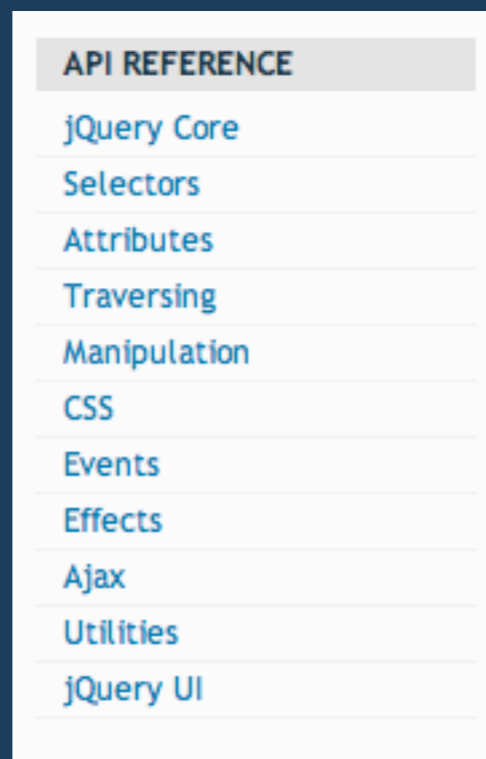 API REFERENCE
jQuery Core
Selectors
Attributes
Traversing
Manipulation
CSS
Events
Effects
Ajax
Utilities
jQuery UI